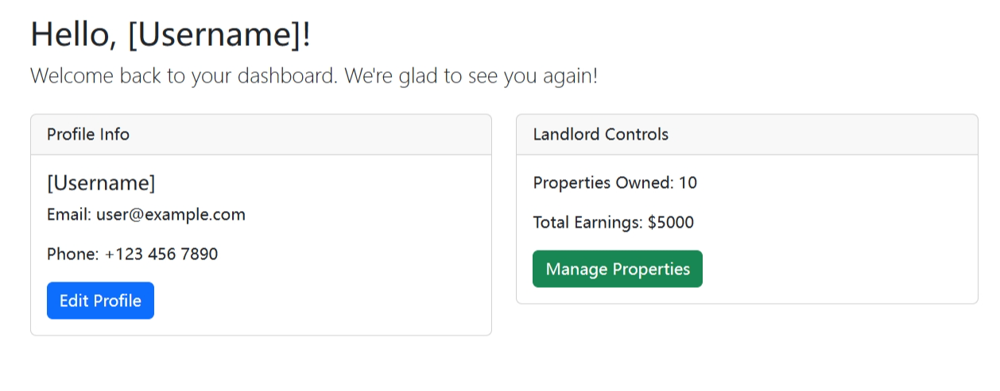 Hello, [Username]!
Welcome back to your dashboard. We're glad to see you again!
Profile Info
[Username]
Email: user@example.com
Phone: +123 456 7890
Edit Profile
Landlord Controls
Properties Owned: 10
Total Earnings: $5000
Manage Properties